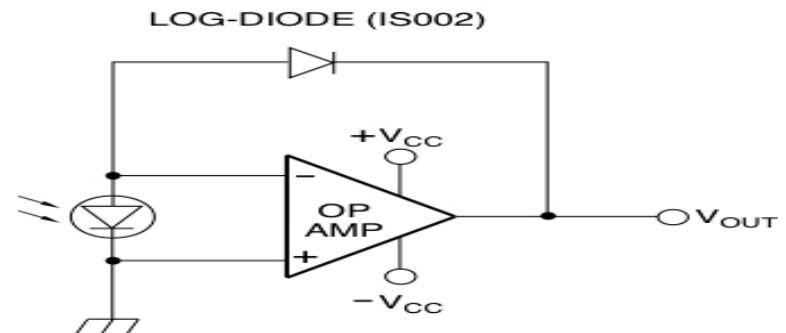 LOG-DIODE (IS002)
+VCC
−
OP
AMP
VOUT
+
−VCC